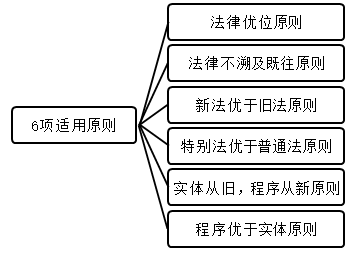 6项适用原则
法律优位原则
法律不溯及既往原则
新法优于旧法原则
特别法优于普通法原则
实体从旧，程序从新原则
程序优于实体原则